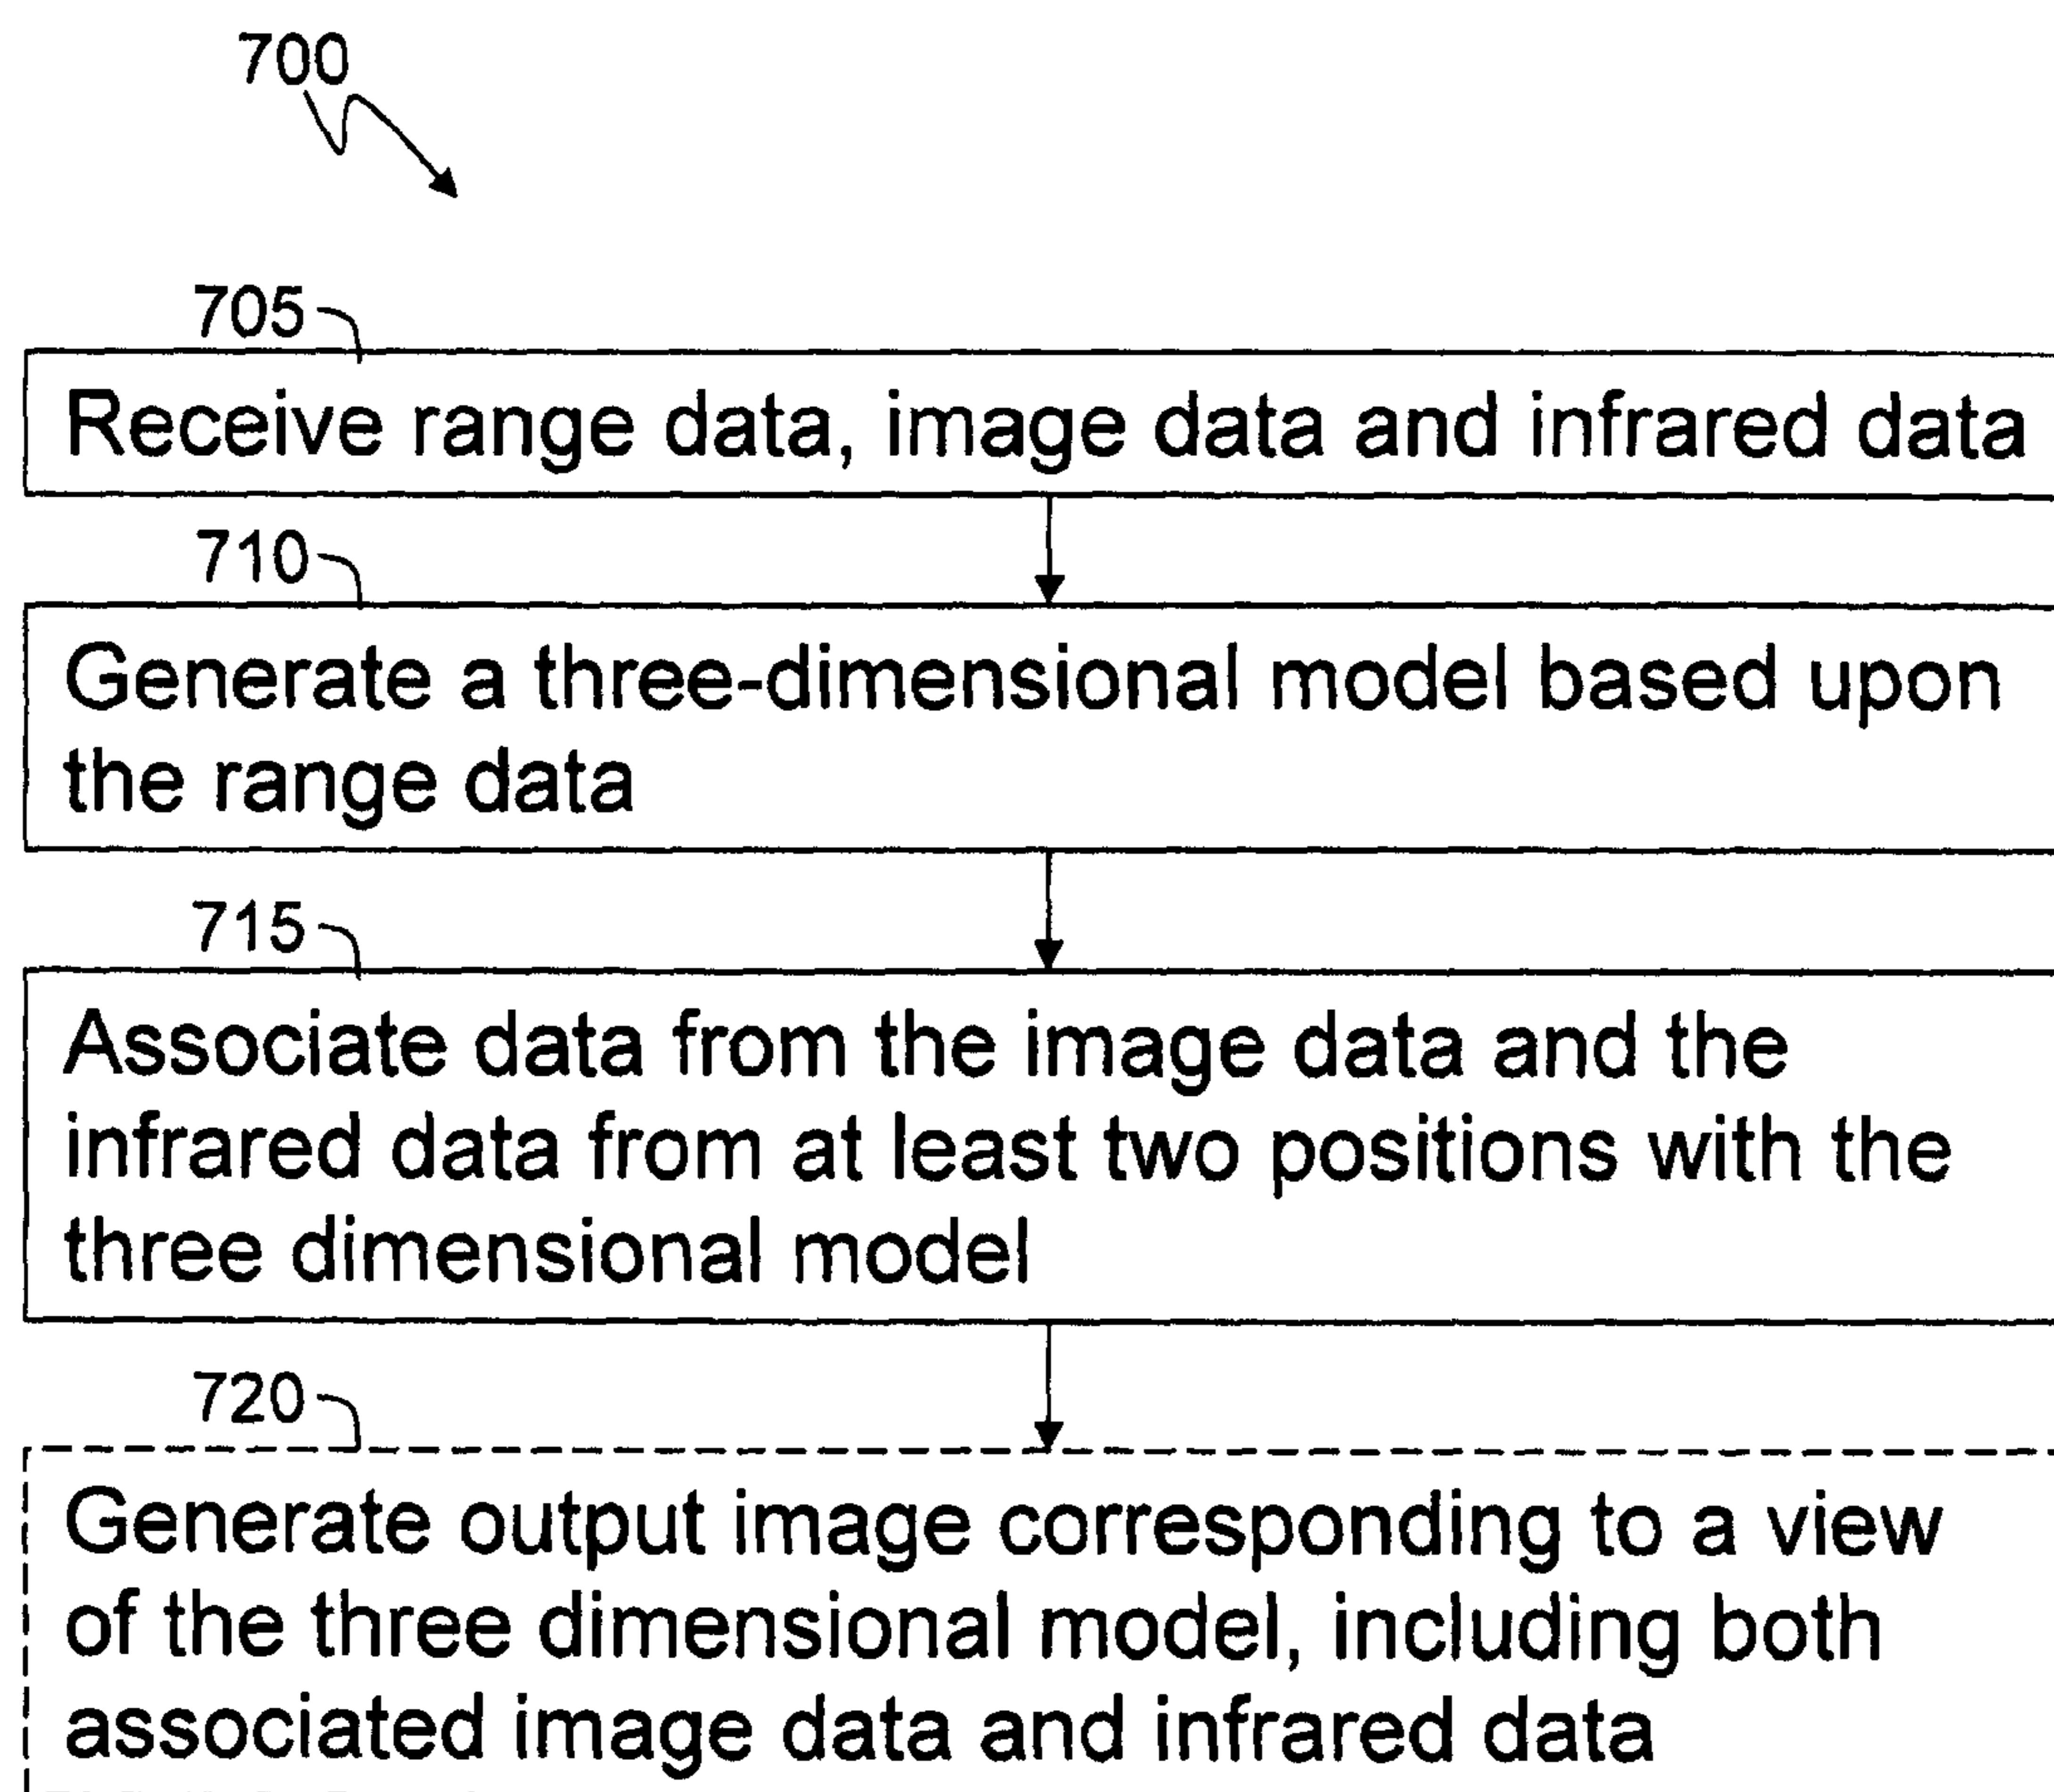 700
705
Receive range data, image data and infrared data
710
Generate a three-dimensional model based upon
the range data
715
Associate data from the image data and the
infrared data from at least two positions with the
three dimensional model
720
Generate output image corresponding to a view
of the three dimensional model, including both
associated image data and infrared data